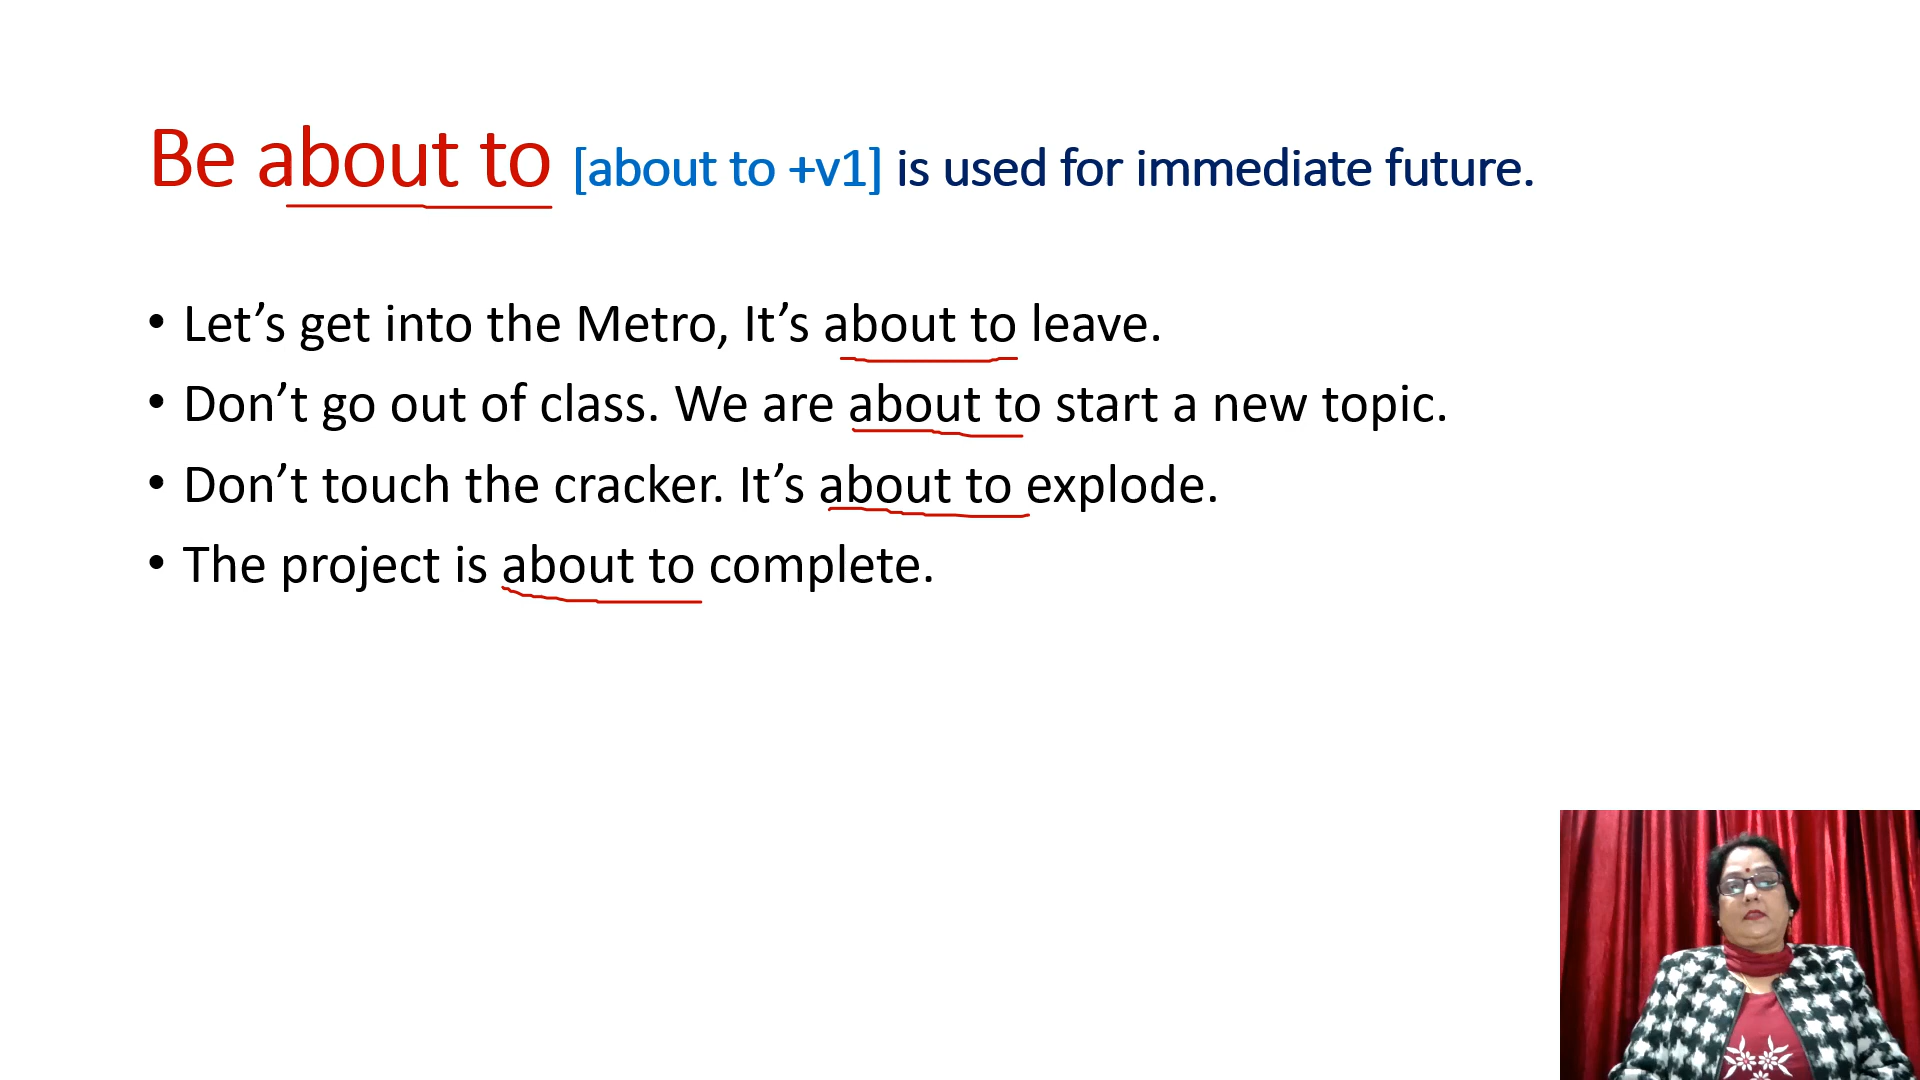 Be about to [about to +v1] is used for immediate future.
• Let’s get into the Metro, It’s about to leave.
• Don’t go out of class. We are about to start a new topic.
• Don’t touch the cracker. It’s about to explode.
• The project is about to complete.